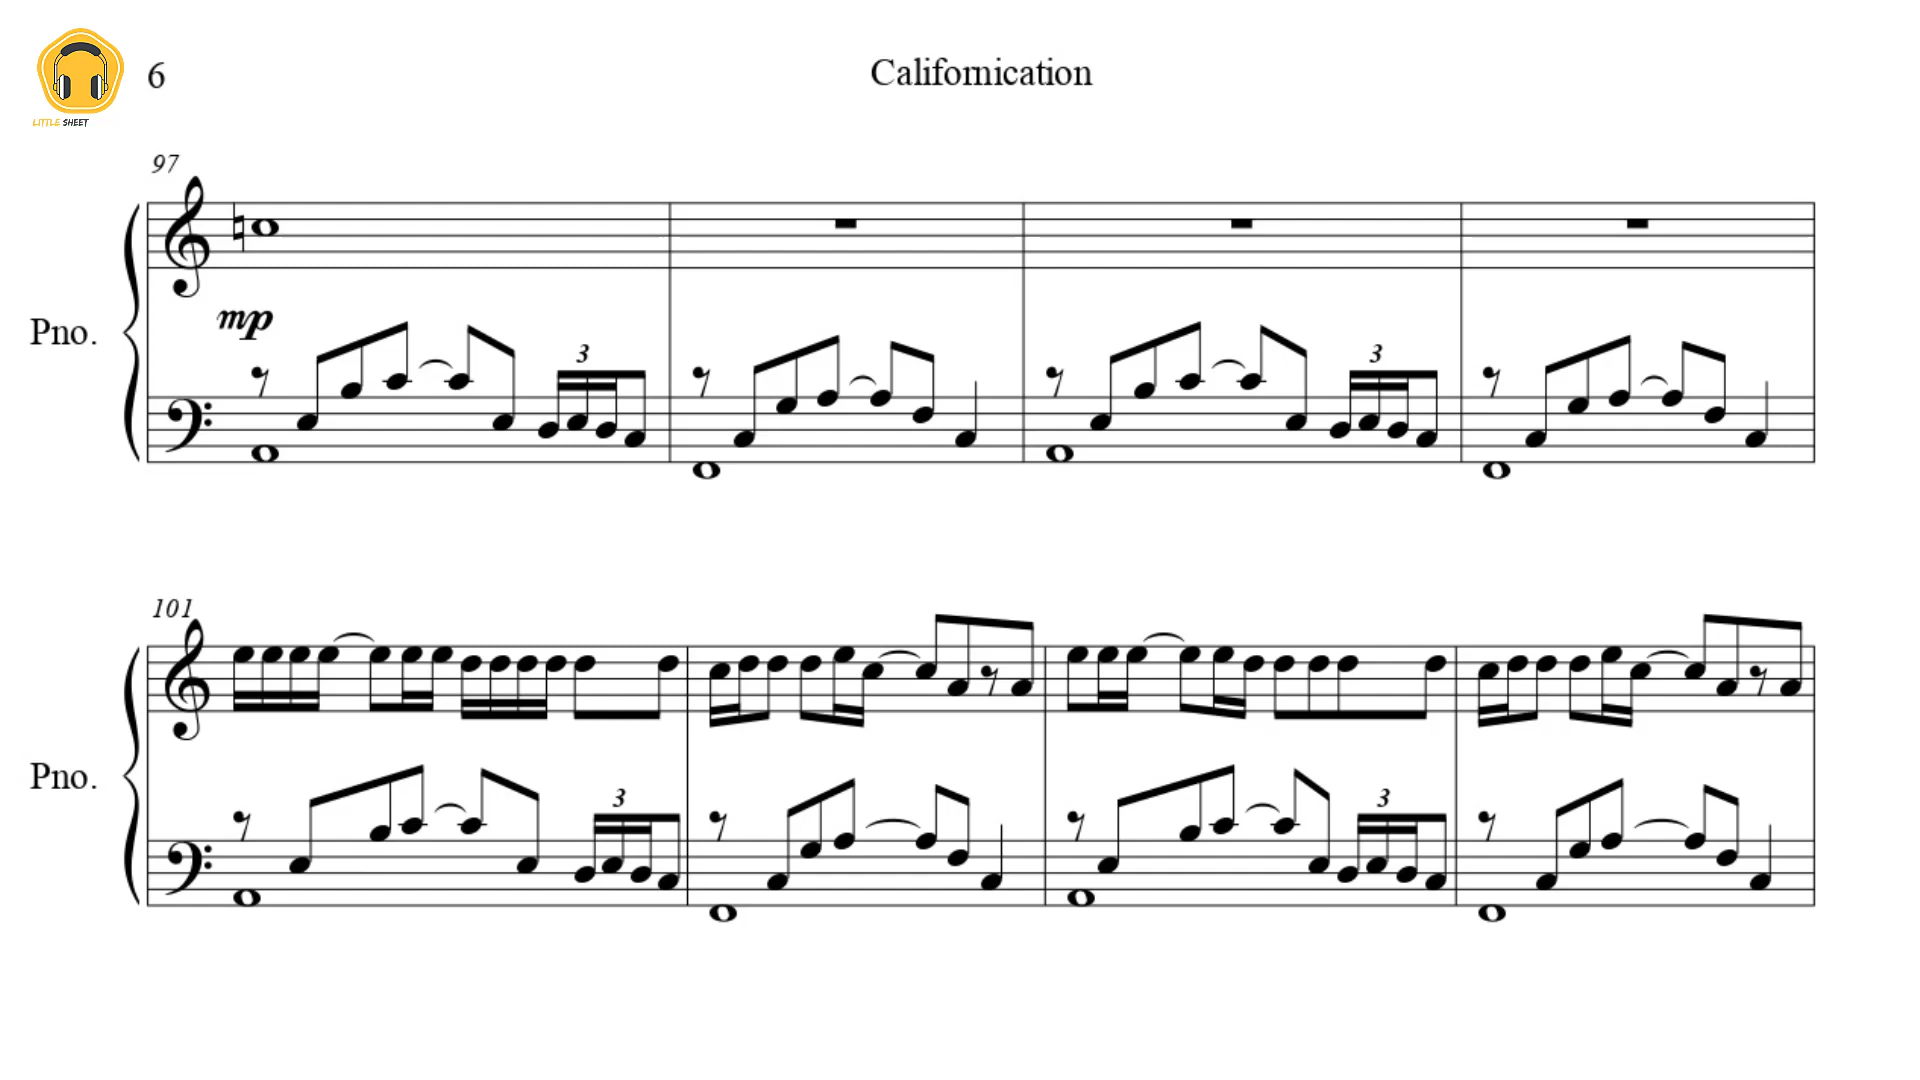 LITTLE SHEET
6
Californication
97
mp
Pno.
3
3
101
Pno.
3
3